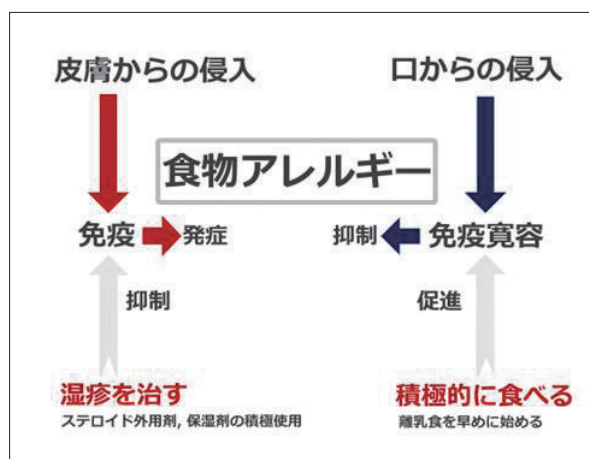 皮膚からの侵入
口からの侵入
食物アレルギー
免疫
発症
抑制
免疫寛容
抑制
促進
湿疹を治す
積極的に食べる
ステロイド外用剤, 保湿剤の積極使用
離乳食を早めに始める